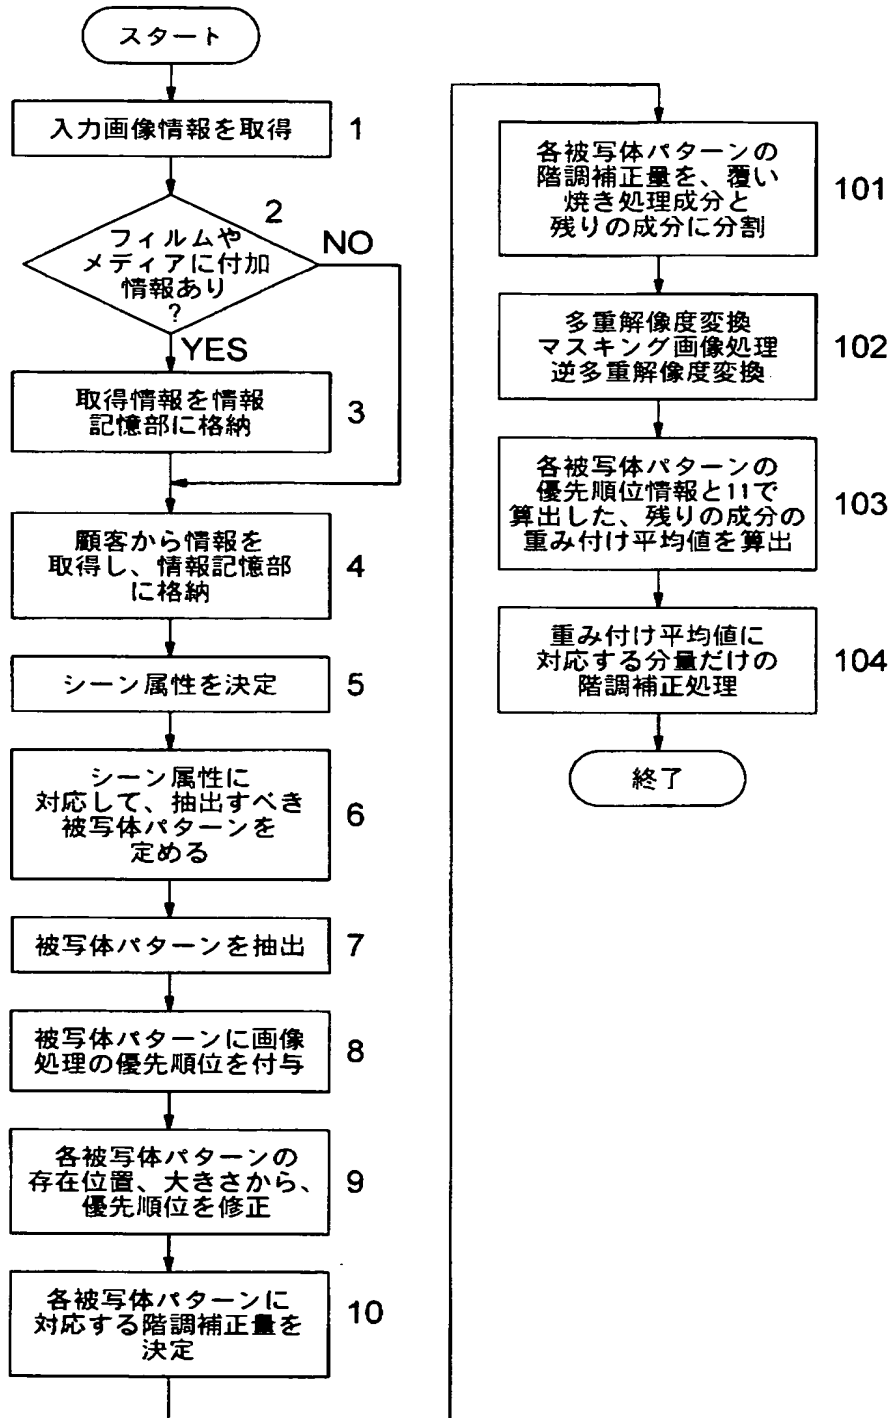 スタート
入力画像情報を取得
1
2
フィルムや
メディアに付加
情報あり
?
NO
YES
取得情報を情報
記憶部に格納
3
顧客から情報を
取得し、情報記憶部
に格納
4
シーン属性を決定
5
シーン属性に
対応して、抽出すべき
被写体パターンを
定める
6
被写体パターンを抽出
7
被写体パターンに画像
処理の優先順位を付与
8
各被写体パターンの
存在位置、大きさから、
優先順位を修正
9
各被写体パターンに
対応する階調補正量を
決定
10
各被写体パターンの
階調補正量を、覆い
焼き処理成分と
残りの成分に分割
101
多重解像度変換
マスキング画像処理
逆多重解像度変換
102
各被写体パターンの
優先順位情報と11で
算出した、残りの成分の
重み付け平均値を算出
103
重み付け平均値に
対応する分量だけの
階調補正処理
104
終了